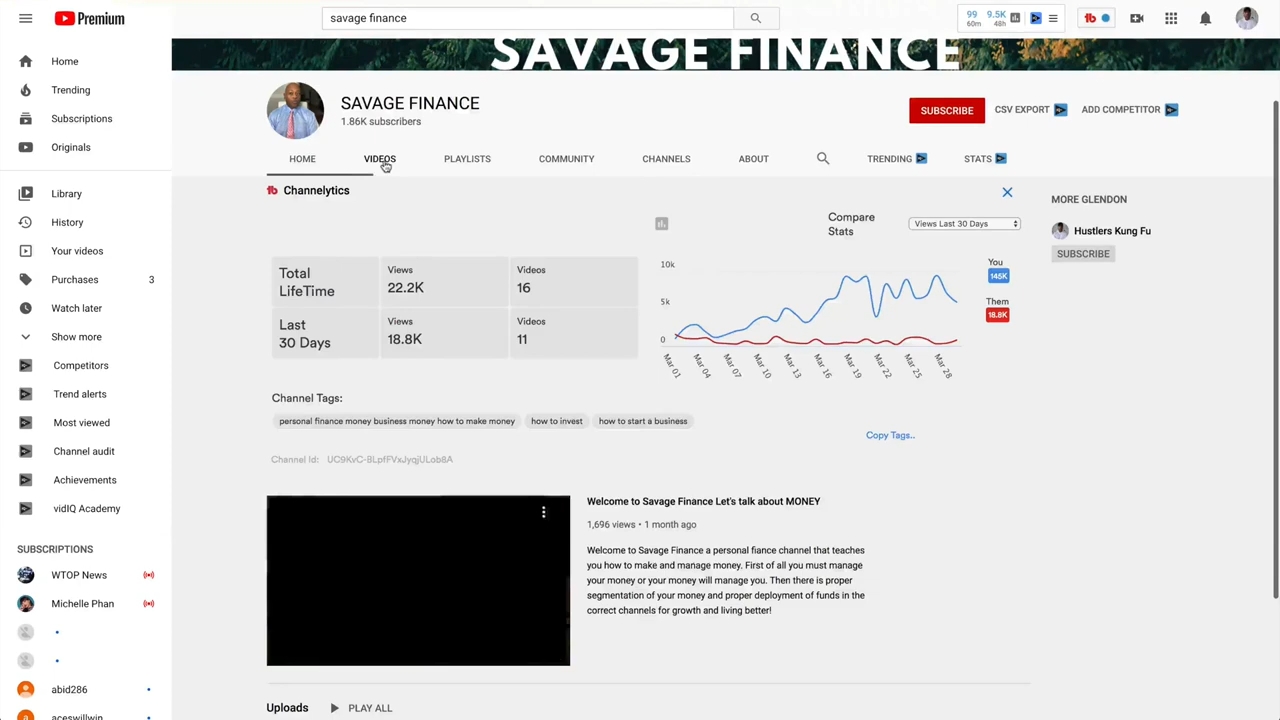 Premium
savage finance
99
60m
9.5K
48h
SAVAGE FINANCE
Home
Trending
Subscriptions
Originals
Library
History
Your videos
Purchases 3
Watch later
Show more
Competitors
Trend alerts
Most viewed
Channel audit
Achievements
vidIQ Academy
SUBSCRIPTIONS
WTOP News
Michelle Phan
abid286
aceswillwin
SAVAGE FINANCE
1.86K subscribers
SUBSCRIBE
CSV EXPORT
ADD COMPETITOR
HOME
VIDEOS
PLAYLISTS
COMMUNITY
CHANNELS
ABOUT
TRENDING
STATS
tb Channelytics
Compare
Stats
Views Last 30 Days
Total
LifeTime
Views
22.2K
Videos
16
Last
30 Days
Views
18.8K
Videos
11
10k
5k
0
Mar 01
Mar 04
Mar 07
Mar 10
Mar 13
Mar 16
Mar 19
Mar 22
Mar 25
Mar 28
You
145K
Them
18.8K
MORE GLENDON
Hustlers Kung Fu
SUBSCRIBE
Channel Tags:
personal finance money business money how to make money
how to invest
how to start a business
Copy Tags..
Channel Id: UC9KvC-BLpfFVxJyqjULob8A
Welcome to Savage Finance Let's talk about MONEY
1,696 views • 1 month ago
Welcome to Savage Finance a personal fiance channel that teaches
you how to make and manage money. First of all you must manage
your money or your money will manage you. Then there is proper
segmentation of your money and proper deployment of funds in the
correct channels for growth and living better!
Uploads
PLAY ALL